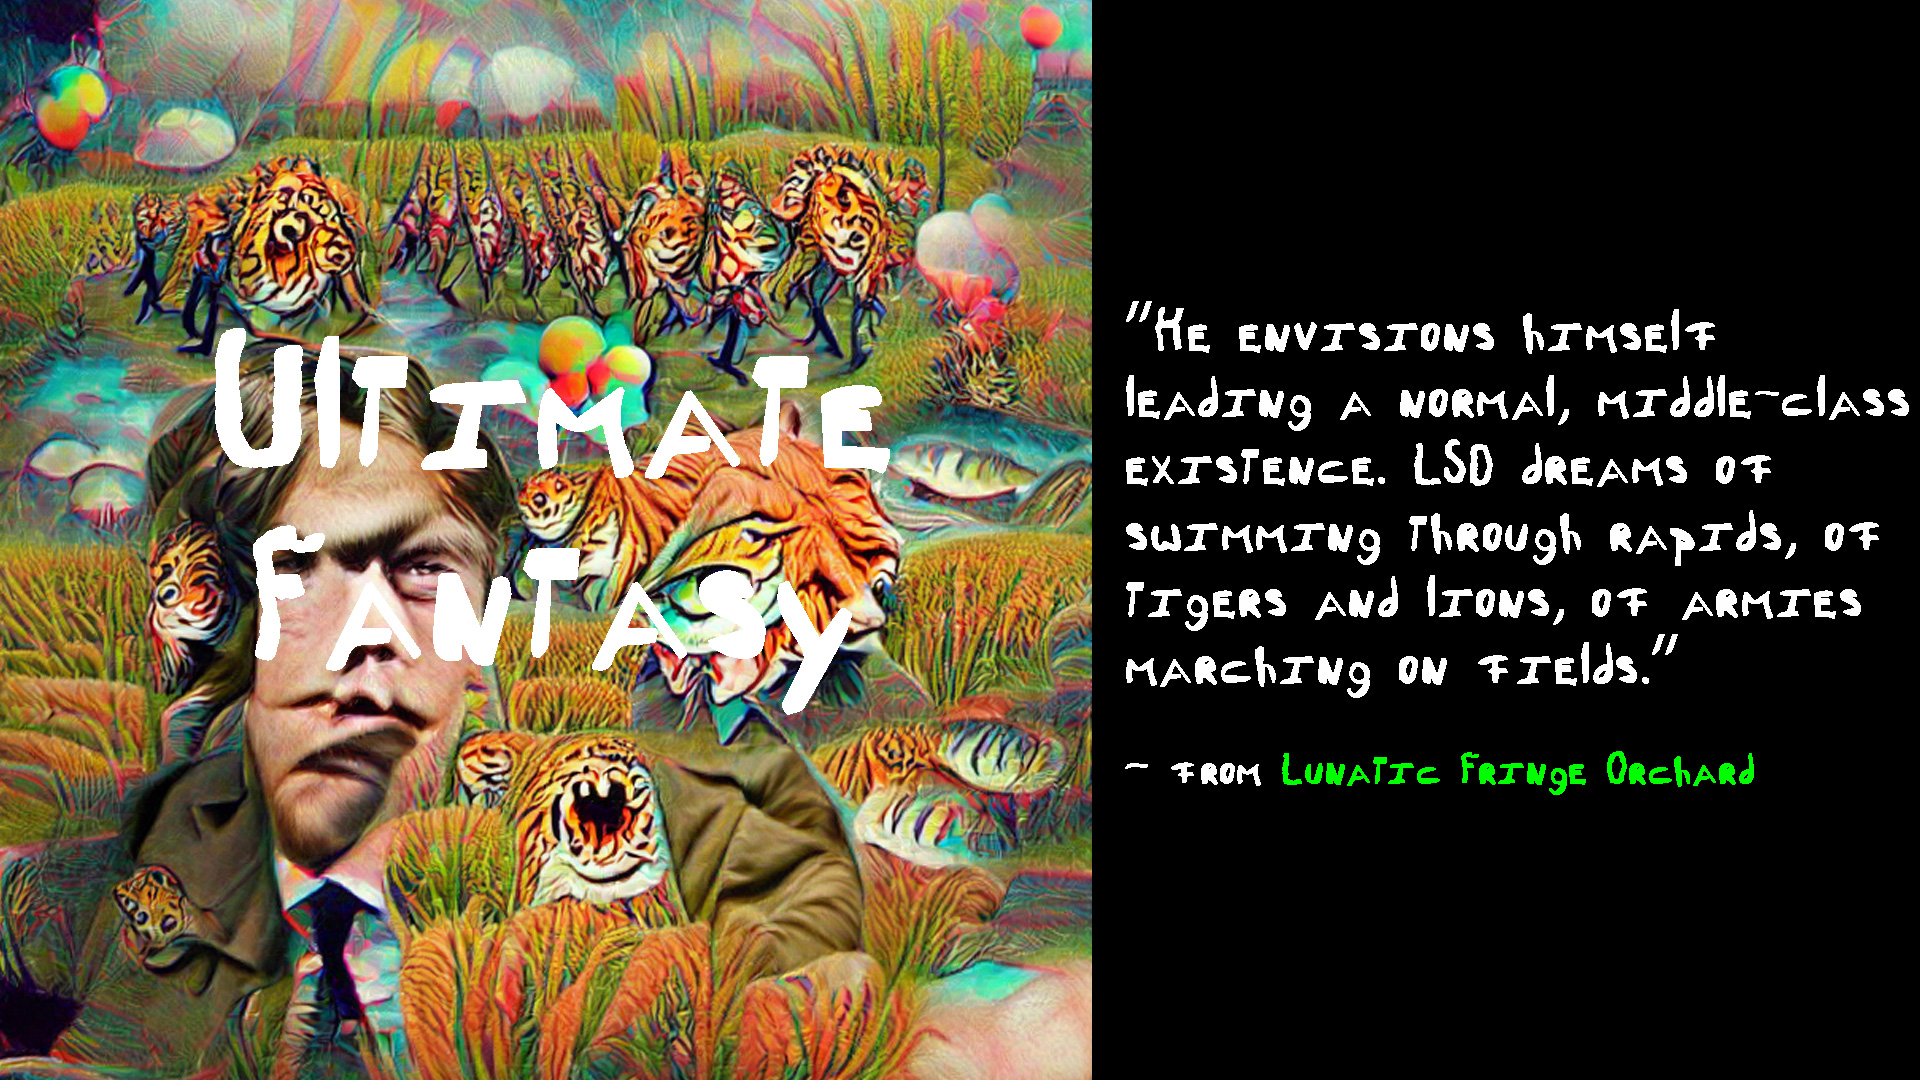 Ultimate
Fantasy
"He envisions himself
leading a normal, middle-class
existence. LSD dreams of
swimming through rapids, of
tigers and lions, of armies
marching on fields."
- from Lunatic Fringe Orchard